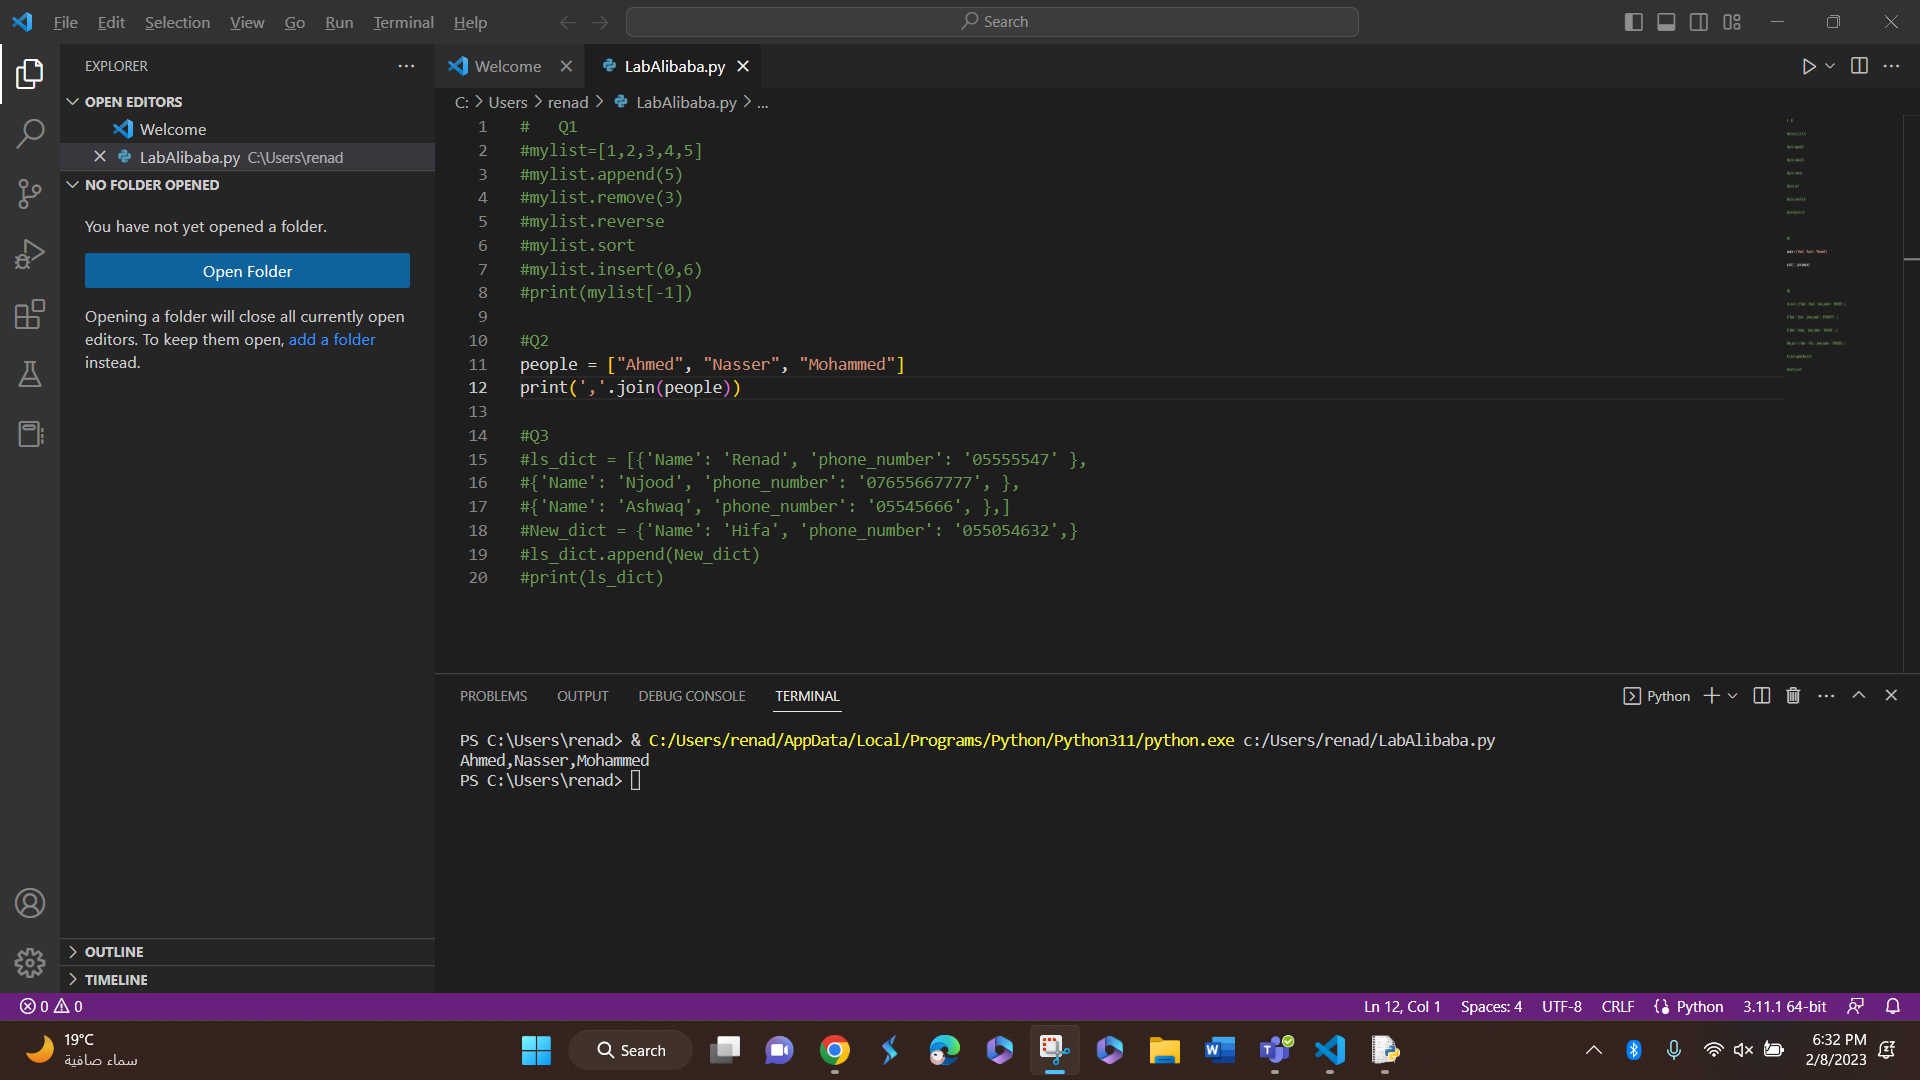 File Edit Selection View Go Run Terminal Help
Search
EXPLORER
OPEN EDITORS
Welcome
LabAlibaba.py C:\Users\renad
NO FOLDER OPENED
You have not yet opened a folder.
Open Folder
Opening a folder will close all currently open
editors. To keep them open, add a folder
instead.
OUTLINE
TIMELINE
Welcome LabAlibaba.py
C: > Users > renad > LabAlibaba.py > ...
1 #   Q1
2 #mylist=[1,2,3,4,5]
3 #mylist.append(5)
4 #mylist.remove(3)
5 #mylist.reverse
6 #mylist.sort
7 #mylist.insert(0,6)
8 #print(mylist[-1])
9
10 #Q2
11 people = ["Ahmed", "Nasser", "Mohammed"]
12 print(','.join(people))
13
14 #Q3
15 #ls_dict = [{'Name': 'Renad', 'phone_number': '05555547' },
16 #{'Name': 'Njood', 'phone_number': '07655667777', },
17 #{'Name': 'Ashwaq', 'phone_number': '05545666', },]
18 #New_dict = {'Name': 'Hifa', 'phone_number': '055054632',}
19 #ls_dict.append(New_dict)
20 #print(ls_dict)
PROBLEMS OUTPUT DEBUG CONSOLE TERMINAL
Python
PS C:\Users\renad> & C:/Users/renad/AppData/Local/Programs/Python/Python311/python.exe c:/Users/renad/LabAlibaba.py
Ahmed,Nasser,Mohammed
PS C:\Users\renad>
0 0
Ln 12, Col 1 Spaces: 4 UTF-8 CRLF Python 3.11.1 64-bit
19°C
سماء صافية
Search
6:32 PM
2/8/2023